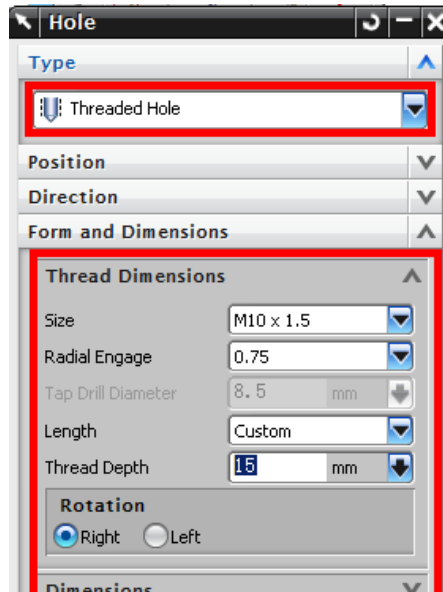 Hole
Type
Threaded Hole
Position
Direction
Form and Dimensions
Thread Dimensions
Size M10 x 1.5
Radial Engage 0.75
Tap Drill Diameter 8.5 mm
Length Custom
Thread Depth 15 mm
Rotation
Right Left
Dimensions